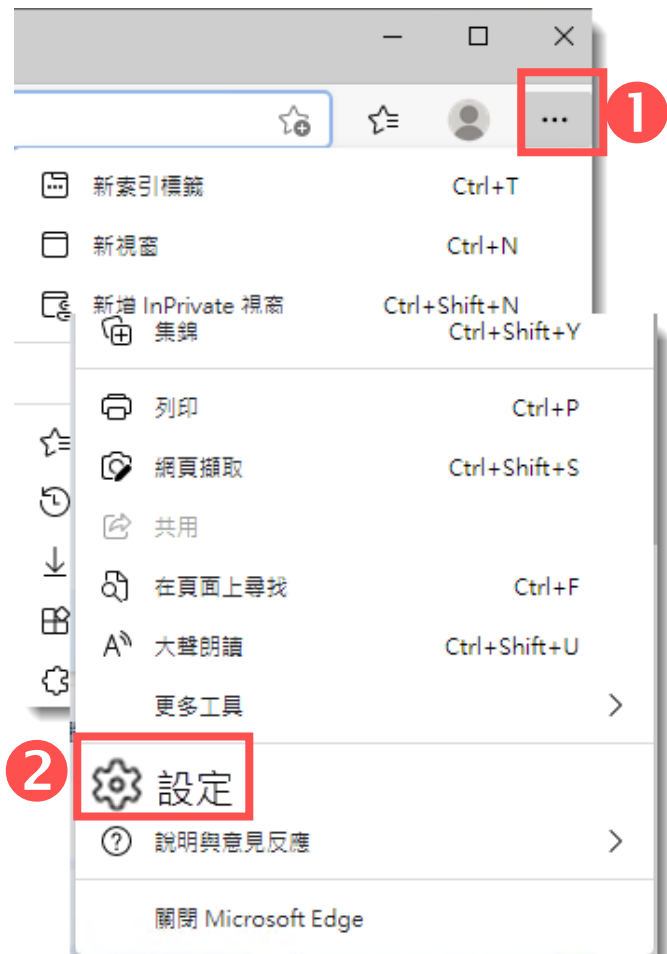 1
新索引標籤 Ctrl+T
新視窗 Ctrl+N
新增 InPrivate 視窗 Ctrl+Shift+N
集錦 Ctrl+Shift+Y
列印 Ctrl+P
網頁擷取 Ctrl+Shift+S
共用
在頁面上尋找 Ctrl+F
大聲朗讀 Ctrl+Shift+U
更多工具
2 設定
說明與意見反應
關閉 Microsoft Edge